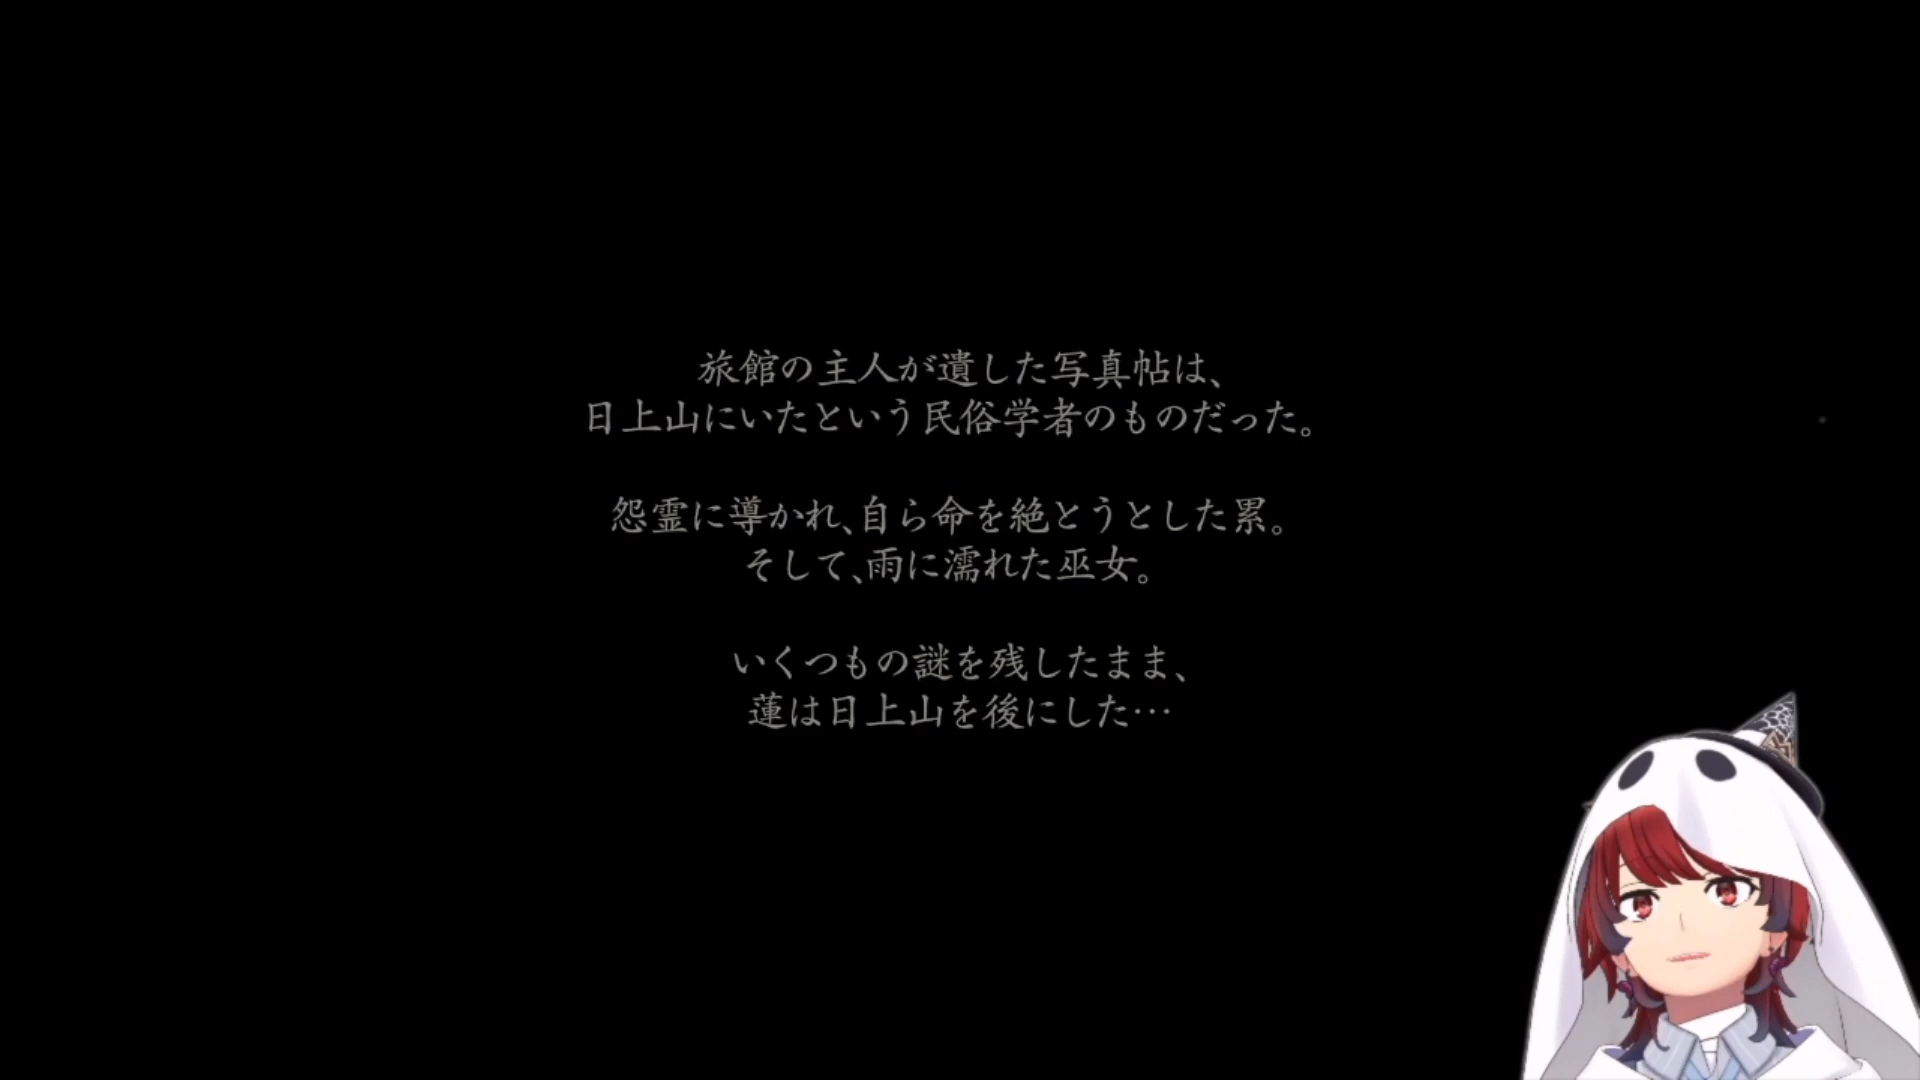 旅館の主人が遺した写真帖は、
日上山にいたという民俗学者のものだった。
怨霊に導かれ、自ら命を絶とうとした累。
そして、雨に濡れた巫女。
いくつもの謎を残したまま、
蓮は日上山を後にした…